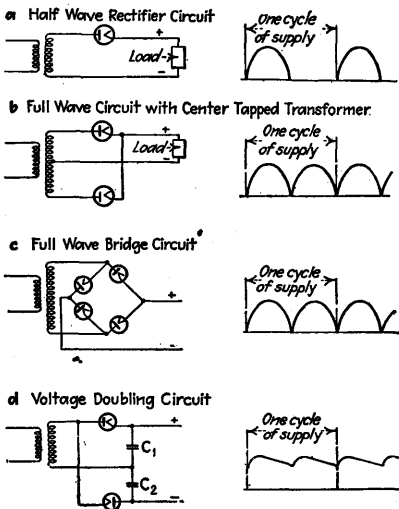 a Half Wave Rectifier Circuit
+
Load
-
One cycle
of supply
b Full Wave Circuit with Center Tapped Transformer
+
Load
-
One cycle
of supply
c Full Wave Bridge Circuit
+
-
One cycle
of supply
d Voltage Doubling Circuit
+
C1
C2
-
One cycle
of supply